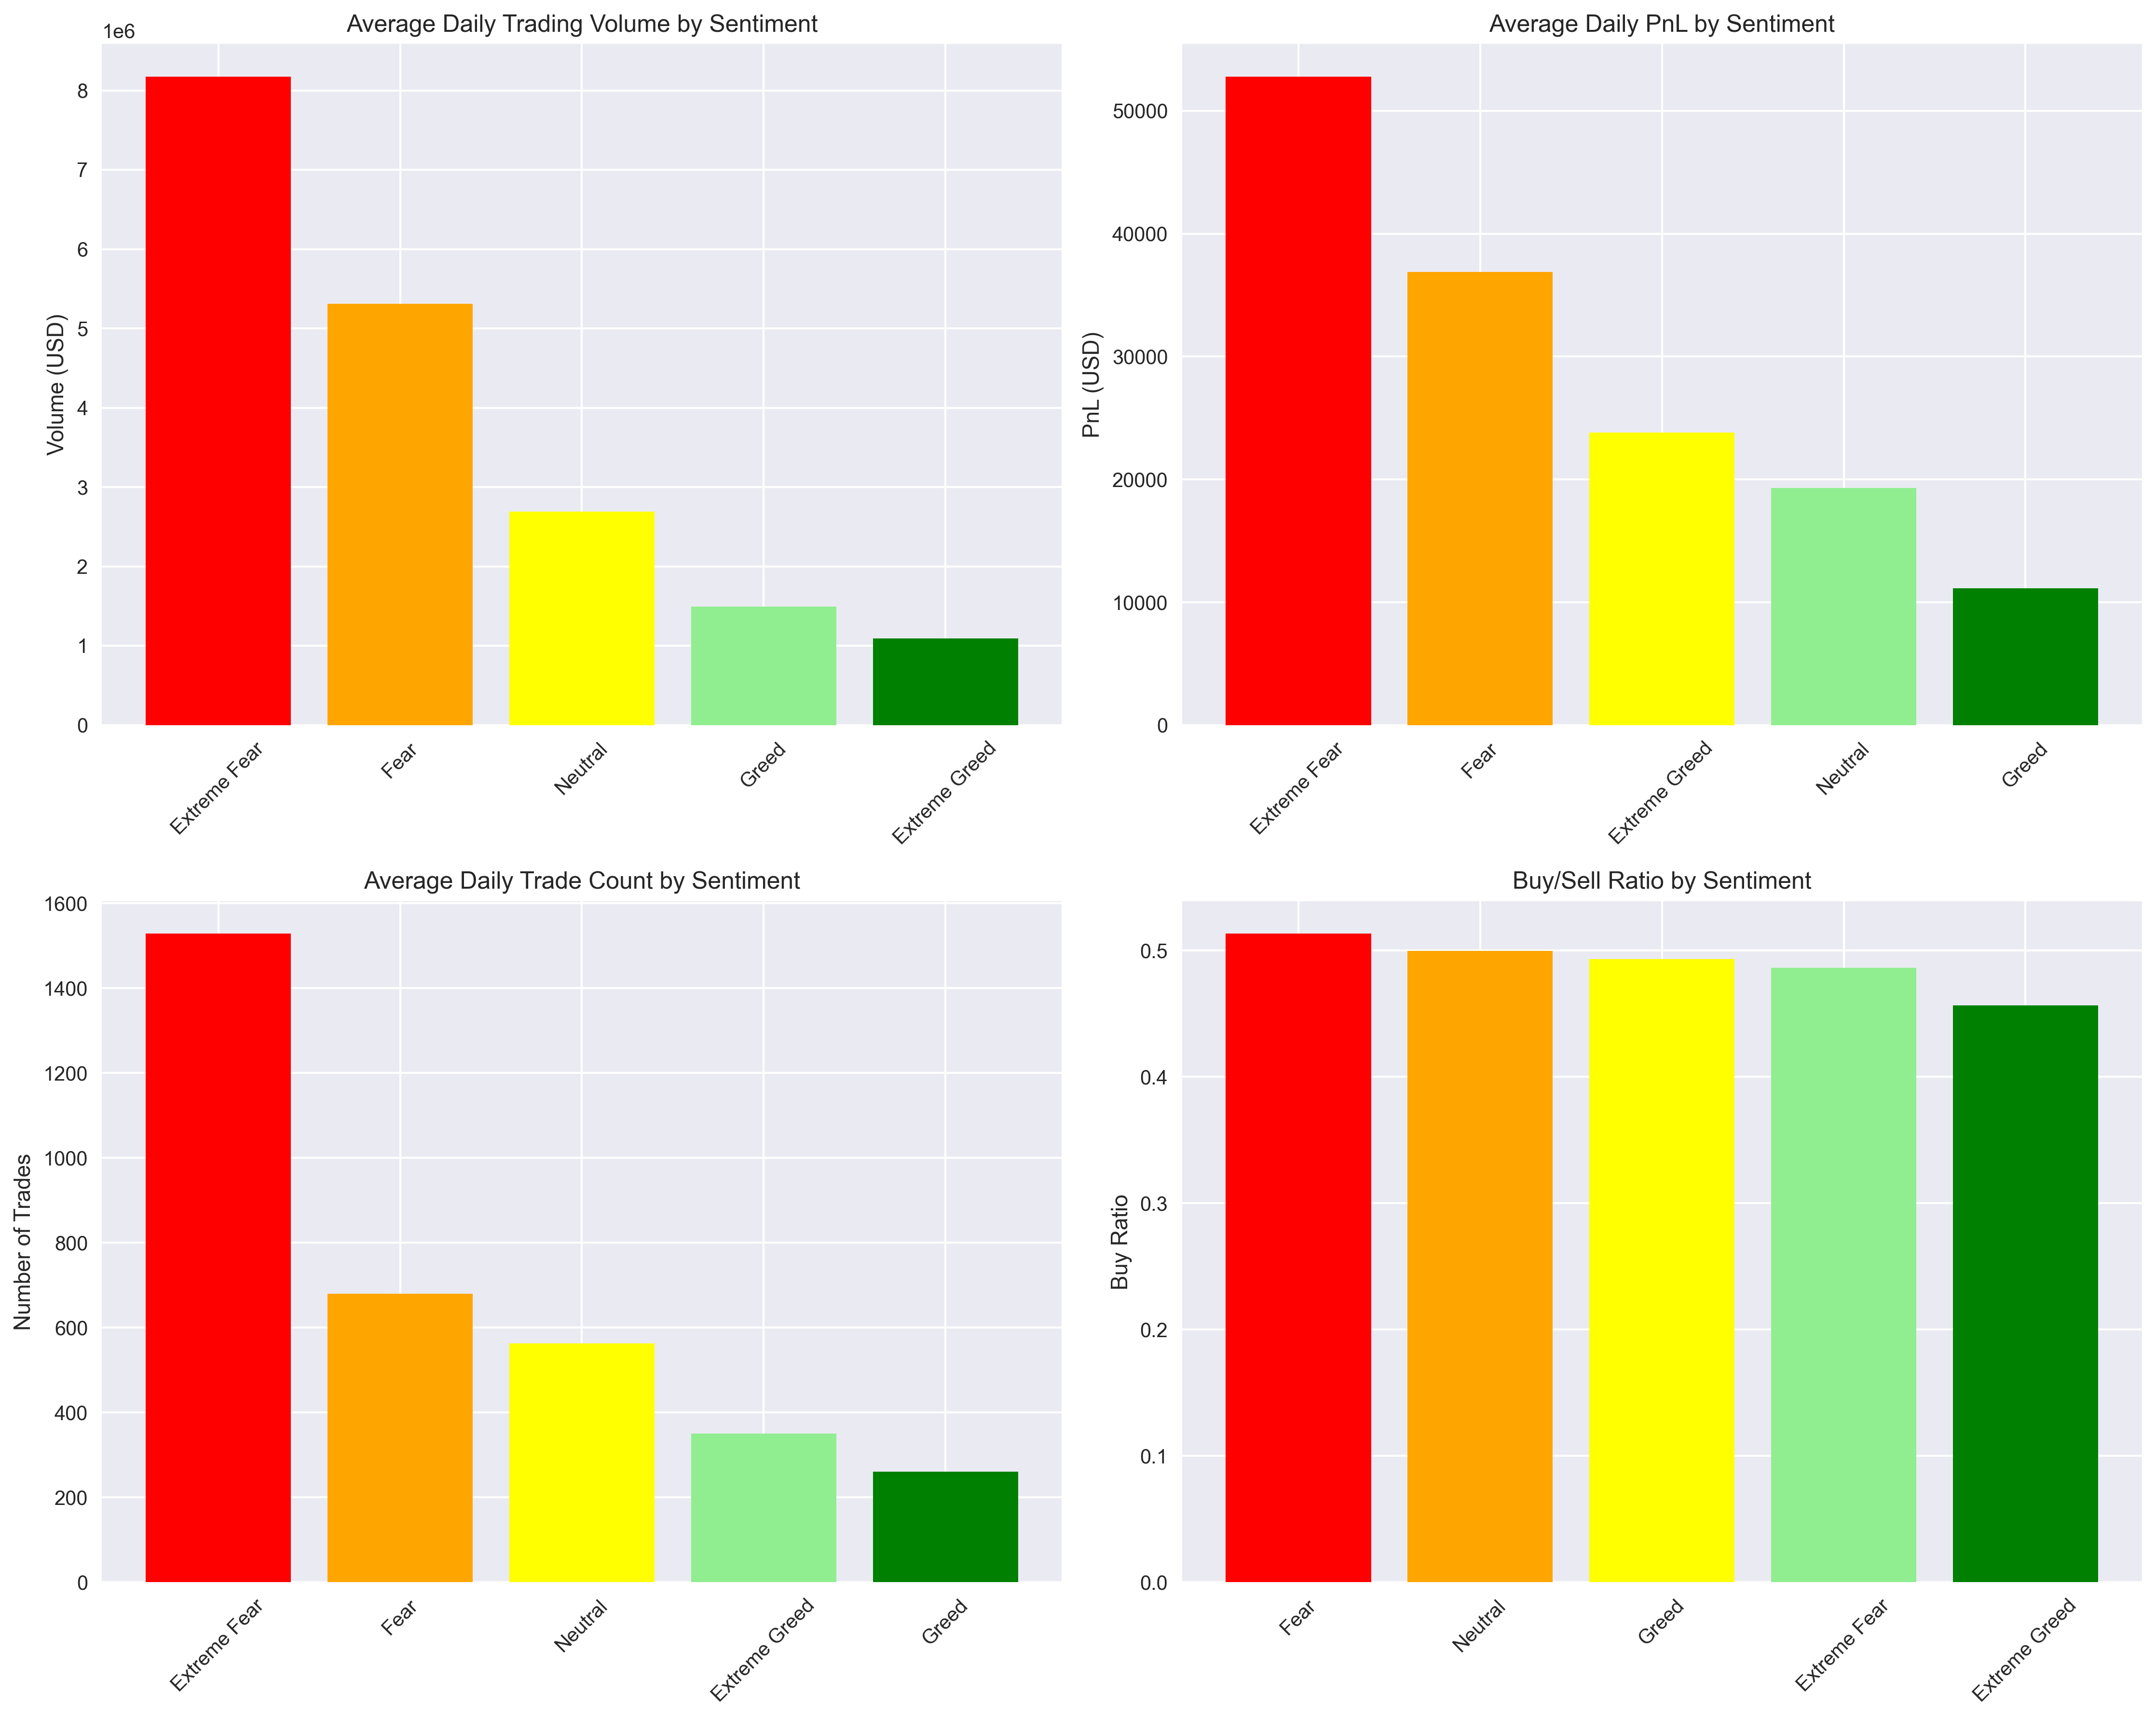 Average Daily Trading Volume by Sentiment
1e6
8
7
6
5
4
3
2
1
0
Volume (USD)
Extreme Fear
Fear
Neutral
Greed
Extreme Greed
Average Daily PnL by Sentiment
50000
40000
30000
20000
10000
0
PnL (USD)
Extreme Fear
Fear
Extreme Greed
Neutral
Greed
Average Daily Trade Count by Sentiment
1600
1400
1200
1000
800
600
400
200
0
Number of Trades
Extreme Fear
Fear
Neutral
Extreme Greed
Greed
Buy/Sell Ratio by Sentiment
0.5
0.4
0.3
0.2
0.1
0.0
Buy Ratio
Fear
Neutral
Greed
Extreme Fear
Extreme Greed